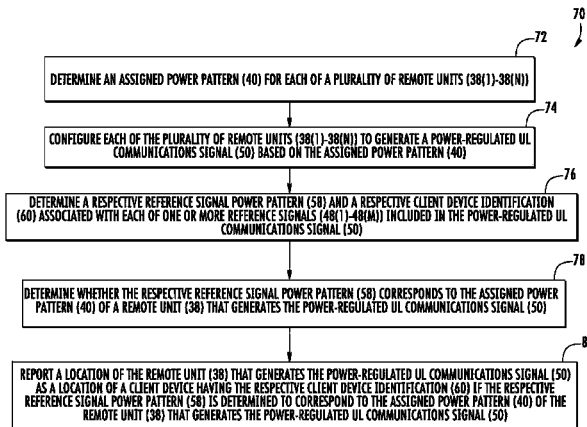 70
72
DETERMINE AN ASSIGNED POWER PATTERN (40) FOR EACH OF A PLURALITY OF REMOTE UNITS (38(1)-38(N))
74
CONFIGURE EACH OF THE PLURALITY OF REMOTE UNITS (38(1)-38(N)) TO GENERATE A POWER-REGULATED UL
COMMUNICATIONS SIGNAL (50) BASED ON THE ASSIGNED POWER PATTERN (40)
76
DETERMINE A RESPECTIVE REFERENCE SIGNAL POWER PATTERN (58) AND A RESPECTIVE CLIENT DEVICE IDENTIFICATION
(60) ASSOCIATED WITH EACH OF ONE OR MORE REFERENCE SIGNALS (48(1)-48(M)) INCLUDED IN THE POWER-REGULATED UL
COMMUNICATIONS SIGNAL (50)
78
DETERMINE WHETHER THE RESPECTIVE REFERENCE SIGNAL POWER PATTERN (58) CORRESPONDS TO THE ASSIGNED POWER
PATTERN (40) OF A REMOTE UNIT (38) THAT GENERATES THE POWER-REGULATED UL COMMUNICATIONS SIGNAL (50)
8
REPORT A LOCATION OF THE REMOTE UNIT (38) THAT GENERATES THE POWER-REGULATED UL COMMUNICATIONS SIGNAL (50)
AS A LOCATION OF A CLIENT DEVICE HAVING THE RESPECTIVE CLIENT DEVICE IDENTIFICATION (60) IF THE RESPECTIVE
REFERENCE SIGNAL POWER PATTERN (58) IS DETERMINED TO CORRESPOND TO THE ASSIGNED POWER PATTERN (40) OF
THE REMOTE UNIT (38) THAT GENERATES THE POWER-REGULATED UL COMMUNICATIONS SIGNAL (50)